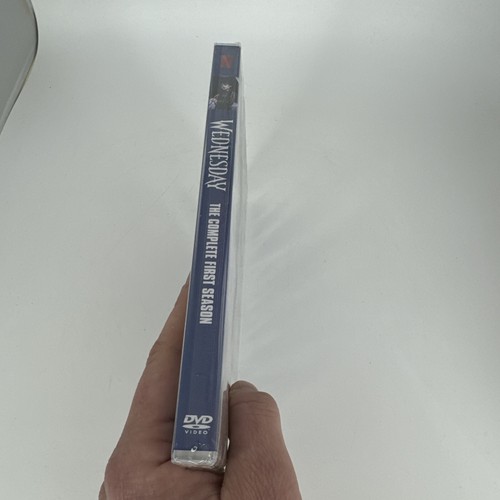 WEDNESDAY
THE COMPLETE FIRST SEASON
DVD
VIDEO